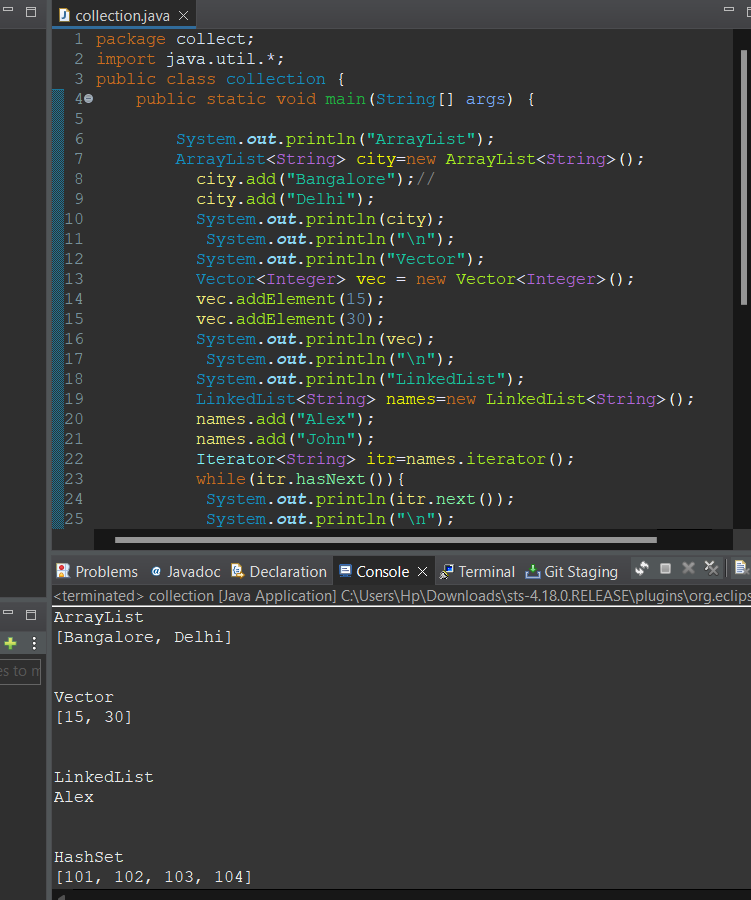 collection.java
1 package collect;
2 import java.util.*;
3 public class collection {
4 public static void main(String[] args) {
5
6 System.out.println("ArrayList");
7 ArrayList<String> city=new ArrayList<String>();
8 city.add("Bangalore");//
9 city.add("Delhi");
10 System.out.println(city);
11 System.out.println("\n");
12 System.out.println("Vector");
13 Vector<Integer> vec = new Vector<Integer>();
14 vec.addElement(15);
15 vec.addElement(30);
16 System.out.println(vec);
17 System.out.println("\n");
18 System.out.println("LinkedList");
19 LinkedList<String> names=new LinkedList<String>();
20 names.add("Alex");
21 names.add("John");
22 Iterator<String> itr=names.iterator();
23 while(itr.hasNext()){
24 System.out.println(itr.next());
25 System.out.println("\n");
Problems Javadoc Declaration Console Terminal Git Staging
<terminated> collection [Java Application] C:\Users\Hp\Downloads\sts-4.18.0.RELEASE\plugins\org.eclips
ArrayList
[Bangalore, Delhi]
es to
Vector
[15, 30]
LinkedList
Alex
HashSet
[101, 102, 103, 104]